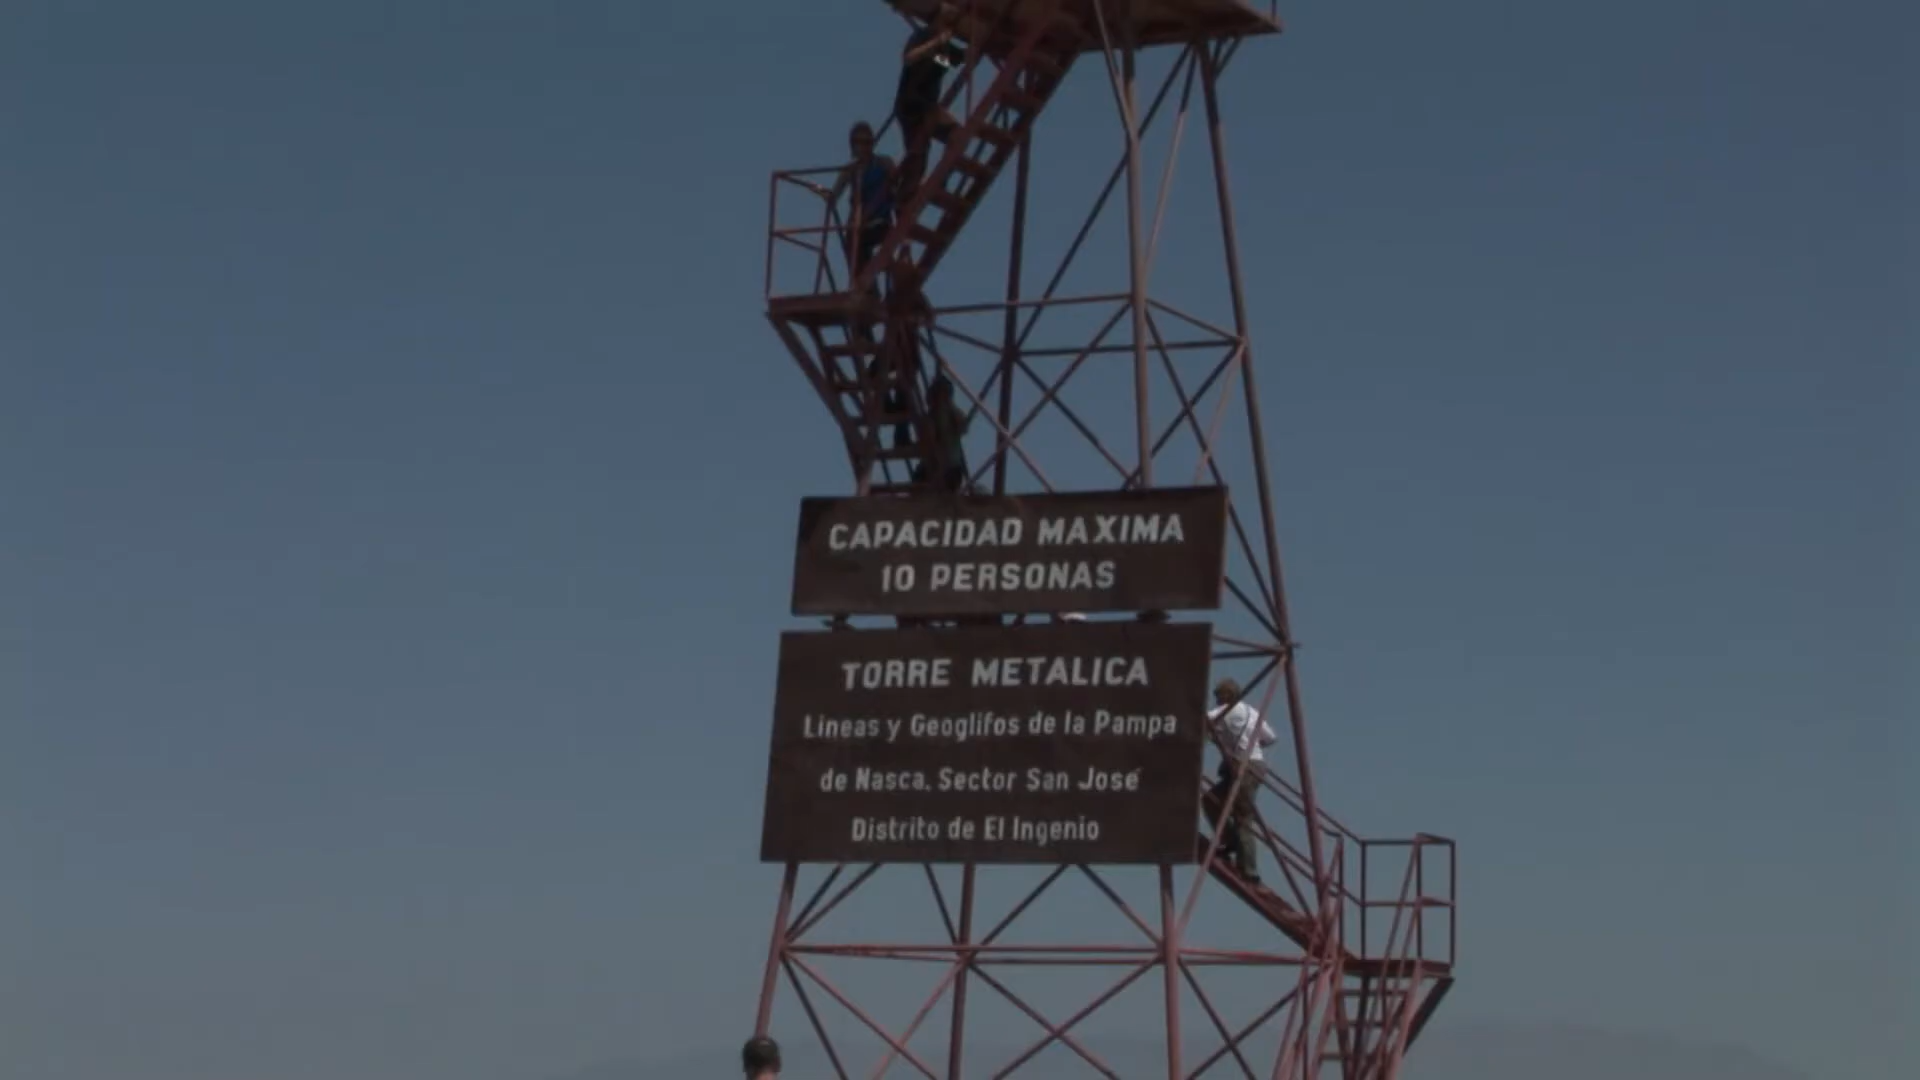 CAPACIDAD MAXIMA
10 PERSONAS
TORRE METALICA
Lineas y Geoglifos de la Pampa
de Nasca. Sector San José
Distrito de El Ingenio